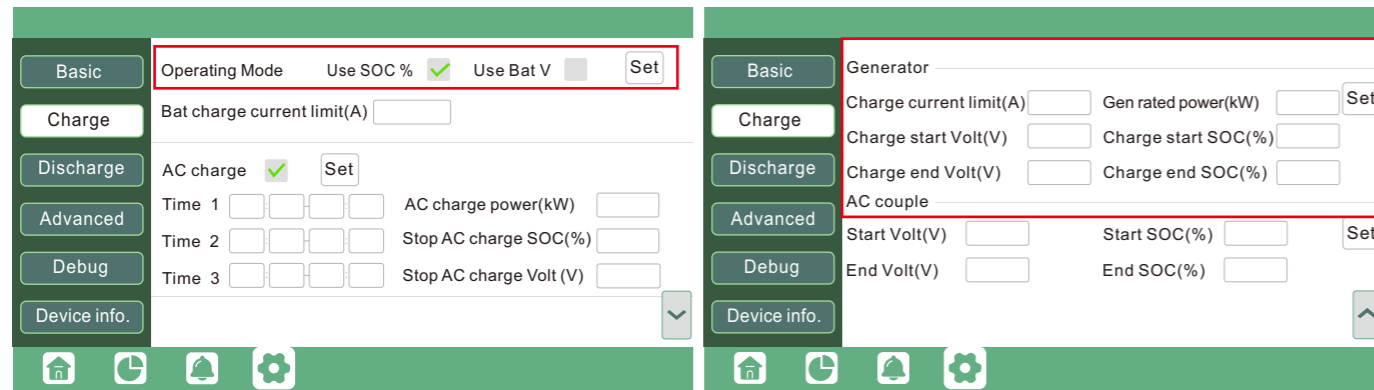 Basic
Charge
Discharge
Advanced
Debug
Device info.
Operating Mode Use SOC % Use Bat V Set
Bat charge current limit(A)
AC charge Set
Time 1 : - : AC charge power(kW)
Time 2 : - : Stop AC charge SOC(%)
Time 3 : - : Stop AC charge Volt (V)
Basic
Charge
Discharge
Advanced
Debug
Device info.
Generator
Charge current limit(A) Gen rated power(kW) Set
Charge start Volt(V) Charge start SOC(%)
Charge end Volt(V) Charge end SOC(%)
AC couple
Start Volt(V) Start SOC(%) Set
End Volt(V) End SOC(%)